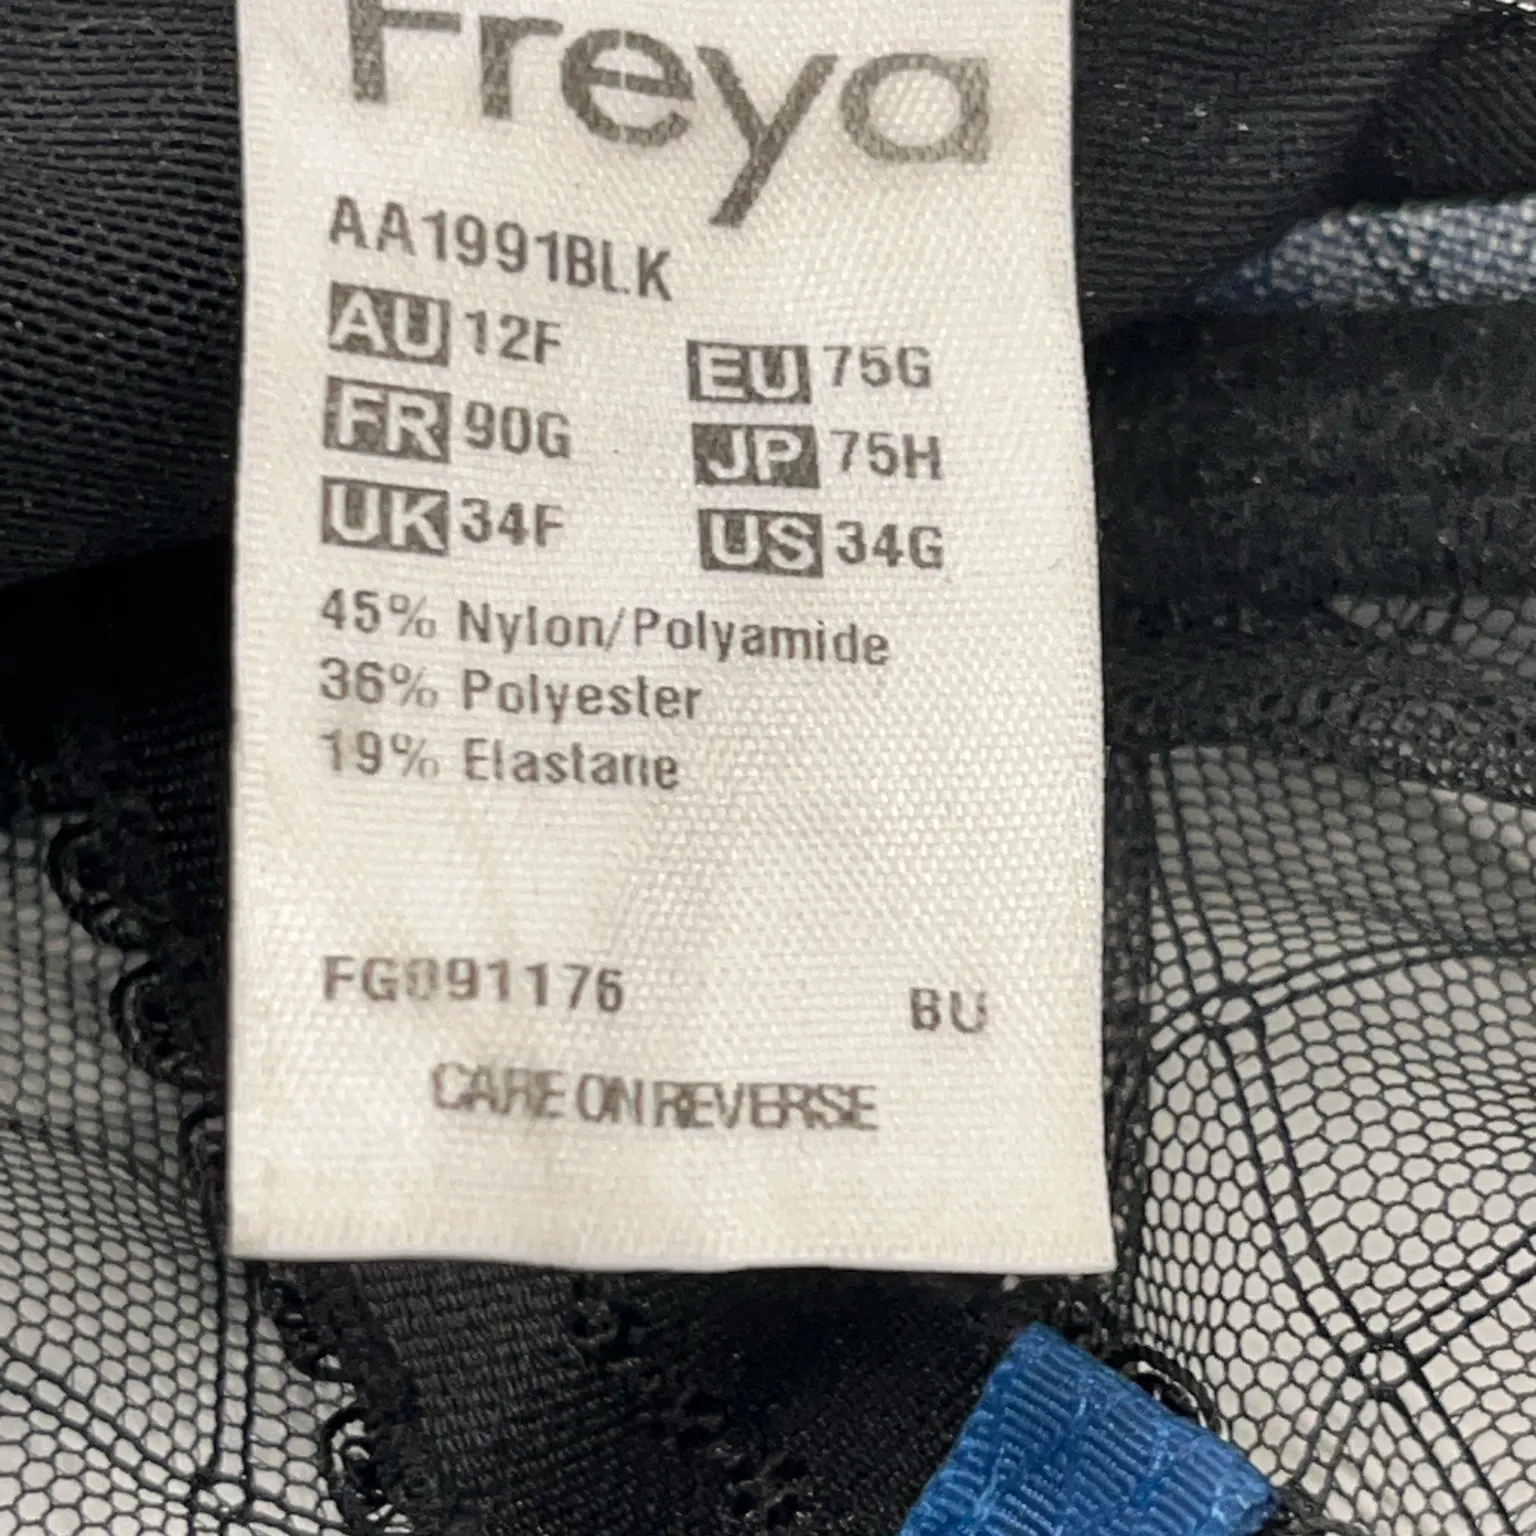 Freya
AA1991BLK
AU 12F EU 75G
FR 90G JP 75H
UK 34F US 34G
45% Nylon/Polyamide
36% Polyester
19% Elastane
FG091176 BU
CARE ON REVERSE